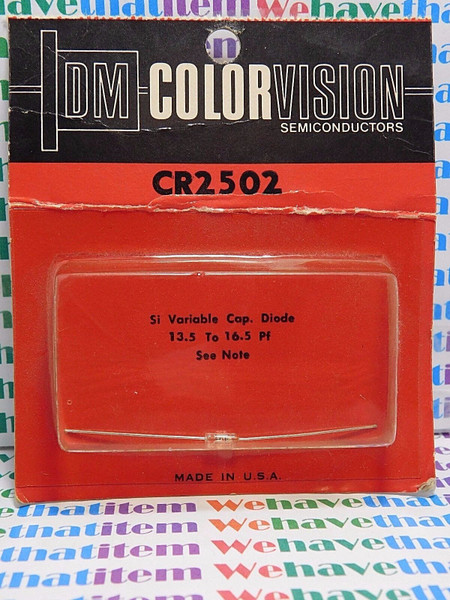 DM COLORVISION
SEMICONDUCTORS
CR2502
Si Variable Cap. Diode
13.5 To 16.5 Pf
See Note
MADE IN U.S.A.
Wehavethatitem